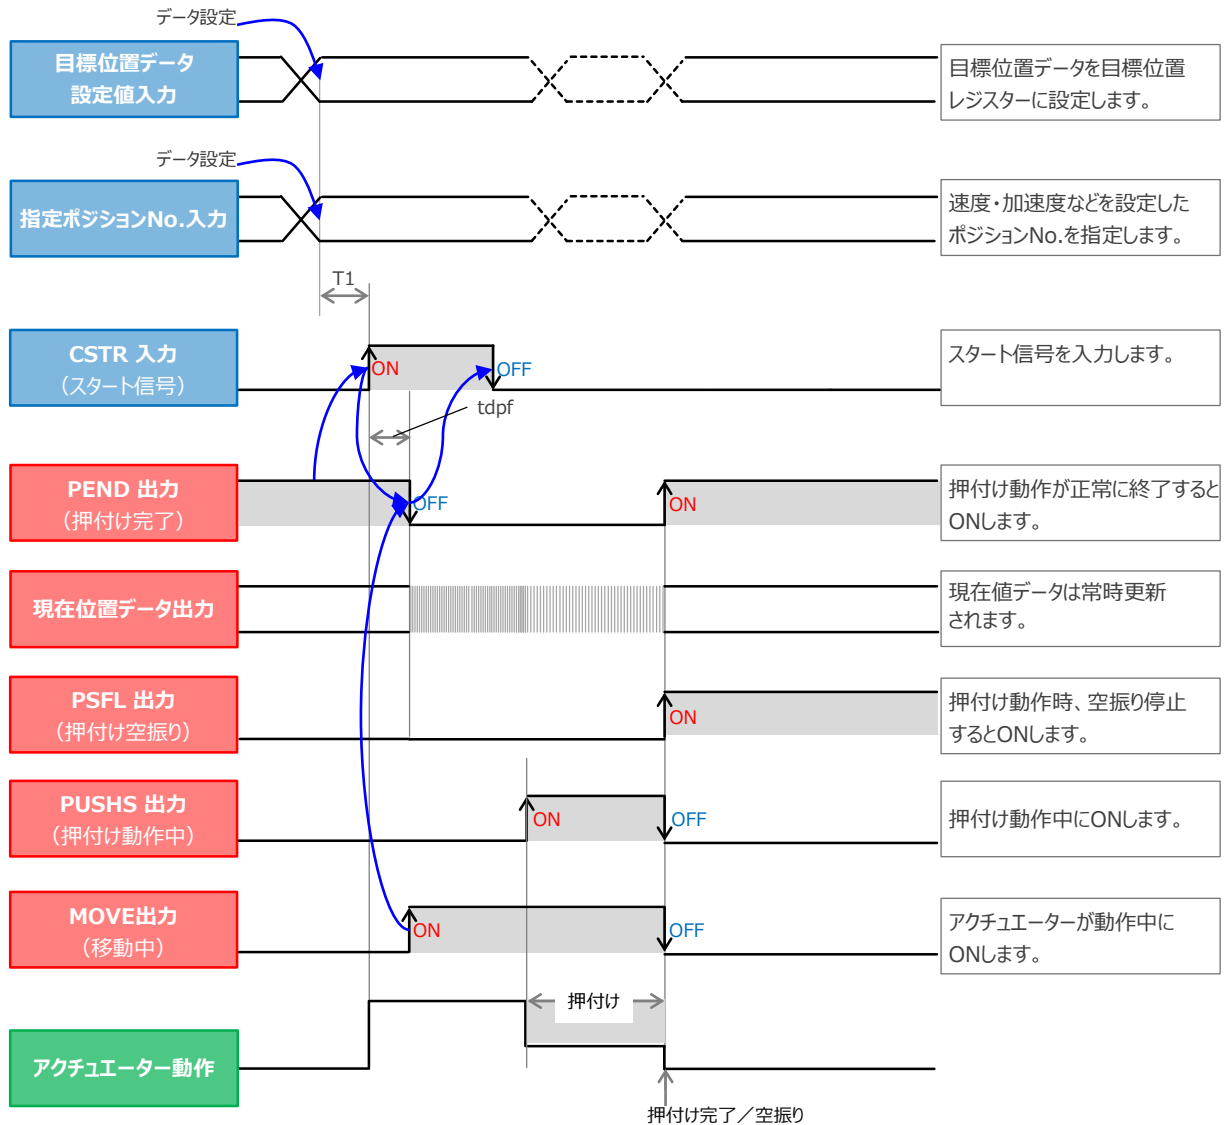 データ設定
目標位置データ
設定値入力
目標位置データを目標位置
レジスターに設定します。
データ設定
指定ポジションNo.入力
速度・加速度などを設定した
ポジションNo.を指定します。
T1
CSTR 入力
（スタート信号）
ON
OFF
スタート信号を入力します。
tdpf
PEND 出力
（押付け完了）
OFF
ON
押付け動作が正常に終了すると
ONします。
現在位置データ出力
現在値データは常時更新
されます。
PSFL 出力
（押付け空振り）
ON
押付け動作時、空振り停止
するとONします。
PUSHS 出力
（押付け動作中）
ON
OFF
押付け動作中にONします。
MOVE出力
（移動中）
ON
OFF
アクチュエーターが動作中に
ONします。
押付け
アクチュエーター動作
押付け完了／空振り